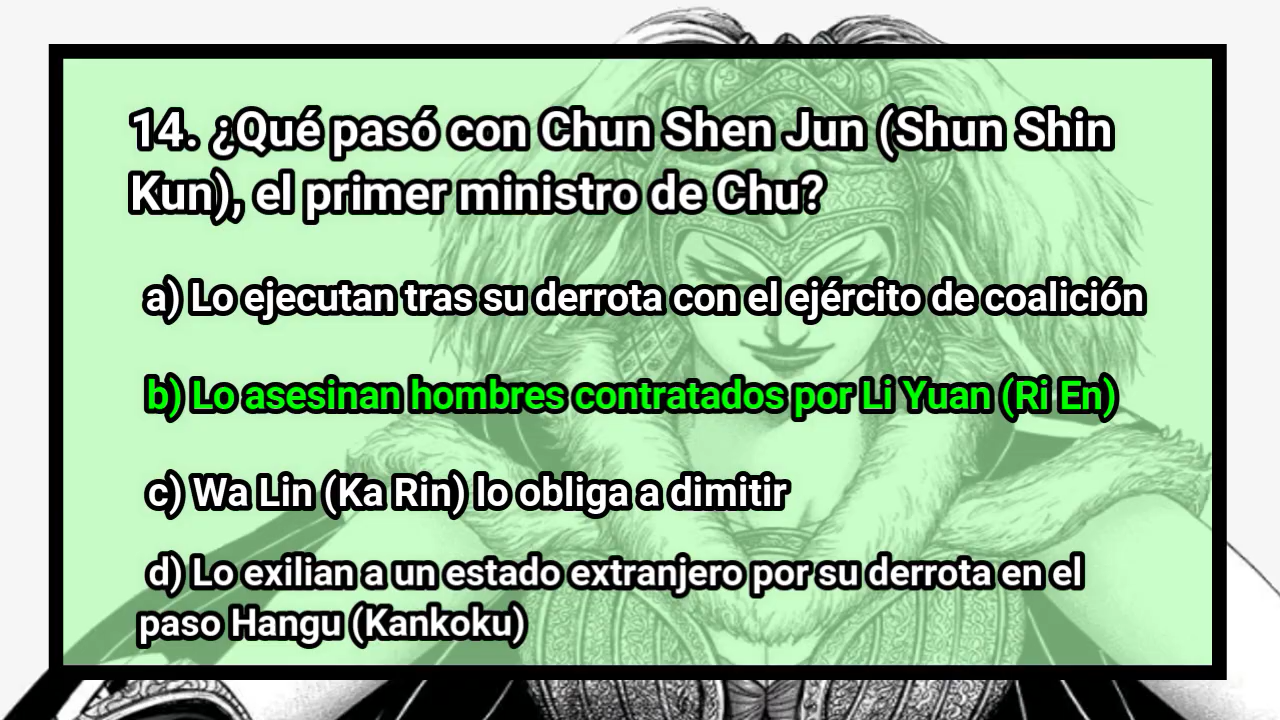 14. ¿Qué pasó con Chun Shen Jun (Shun Shin
Kun), el primer ministro de Chu?
a) Lo ejecutan tras su derrota con el ejército de coalición
b) Lo asesinan hombres contratados por Li Yuan (Ri En)
c) Wa Lin (Ka Rin) lo obliga a dimitir
d) Lo exilian a un estado extranjero por su derrota en el
paso Hangu (Kankoku)